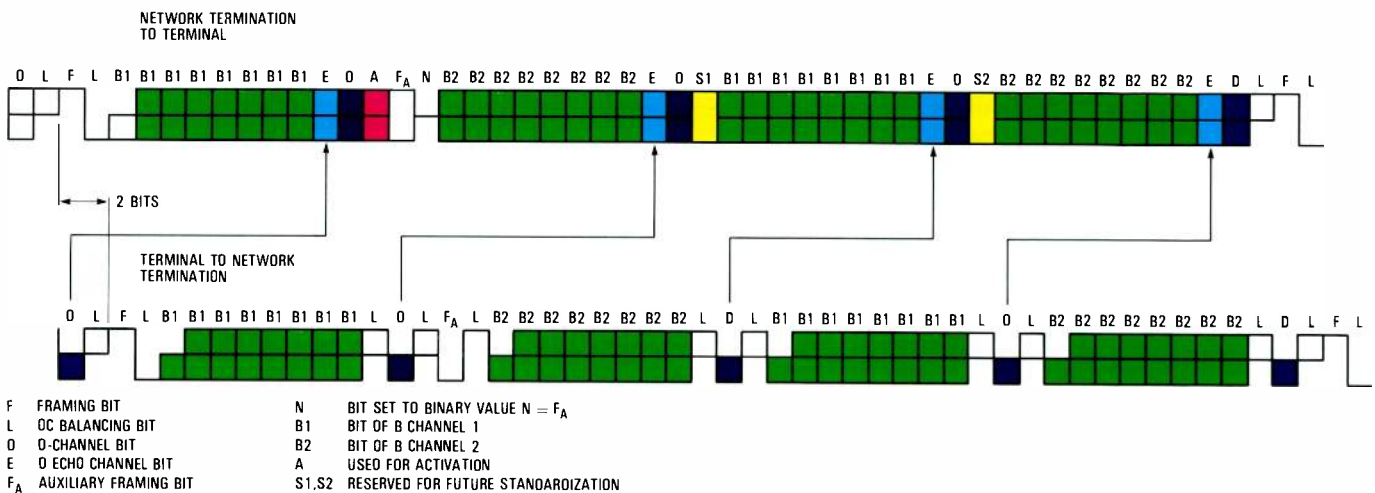 NETWORK TERMINATION
TO TERMINAL
O L F L B1 B1 B1 B1 B1 B1 B1 B1 E O A FA N B2 B2 B2 B2 B2 B2 B2 B2 E O S1 B1 B1 B1 B1 B1 B1 B1 B1 E O S2 B2 B2 B2 B2 B2 B2 B2 B2 E D L F L
2 BITS
TERMINAL TO NETWORK
TERMINATION
O L F L B1 B1 B1 B1 B1 B1 B1 B1 L O L FA L B2 B2 B2 B2 B2 B2 B2 B2 L D L B1 B1 B1 B1 B1 B1 B1 B1 L O L B2 B2 B2 B2 B2 B2 B2 B2 L D L F L
F FRAMING BIT
L OC BALANCING BIT
O O-CHANNEL BIT
E O ECHO CHANNEL BIT
FA AUXILIARY FRAMING BIT
N BIT SET TO BINARY VALUE N = FA
B1 BIT OF B CHANNEL 1
B2 BIT OF B CHANNEL 2
A USED FOR ACTIVATION
S1,S2 RESERVED FOR FUTURE STANOAROIZATION